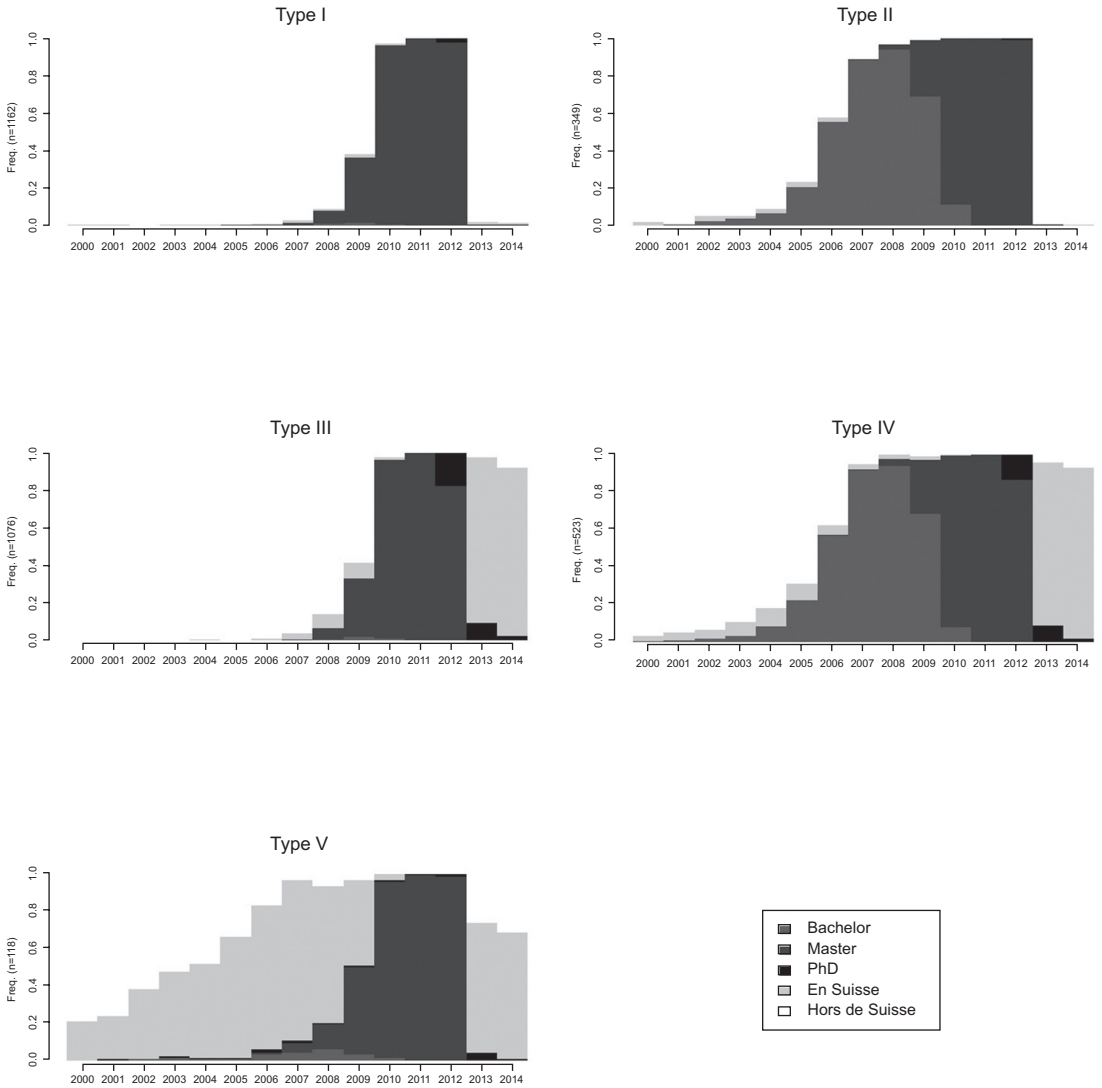 Type I
Freq. (n=1162)
0.0 0.2 0.4 0.6 0.8 1.0
2000 2001 2002 2003 2004 2005 2006 2007 2008 2009 2010 2011 2012 2013 2014
Type II
Freq. (n=349)
0.0 0.2 0.4 0.6 0.8 1.0
2000 2001 2002 2003 2004 2005 2006 2007 2008 2009 2010 2011 2012 2013 2014
Type III
Freq. (n=1076)
0.0 0.2 0.4 0.6 0.8 1.0
2000 2001 2002 2003 2004 2005 2006 2007 2008 2009 2010 2011 2012 2013 2014
Type IV
Freq. (n=523)
0.0 0.2 0.4 0.6 0.8 1.0
2000 2001 2002 2003 2004 2005 2006 2007 2008 2009 2010 2011 2012 2013 2014
Type V
Freq. (n=118)
0.0 0.2 0.4 0.6 0.8 1.0
2000 2001 2002 2003 2004 2005 2006 2007 2008 2009 2010 2011 2012 2013 2014
Bachelor
Master
PhD
En Suisse
Hors de Suisse